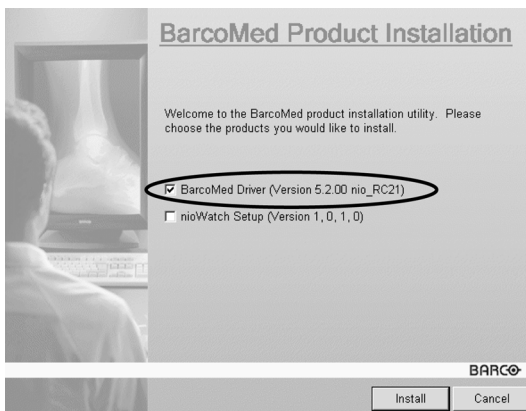 BarcoMed Product Installation
Welcome to the BarcoMed product installation utility. Please
choose the products you would like to install.
BarcoMed Driver (Version 5.2.00 nio_RC21)
nioWatch Setup (Version 1, 0, 1, 0)
BARCO
Install Cancel